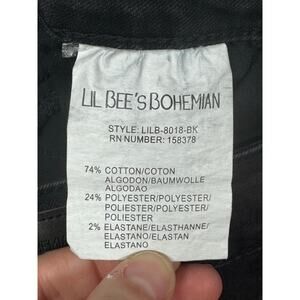 LIL BEE'S BOHEMIAN
STYLE: LILB-8018-BK
RN NUMBER: 158378
74% COTTON/COTON
ALGODON/BAUMWOLLE
ALGODAO
24% POLYESTER/POLYESTER/
POLIESTER/POLYESTER/
POLIESTER
2% ELASTANE/ELASTHANNE/
ELASTANO/ELASTAN
ELASTANO